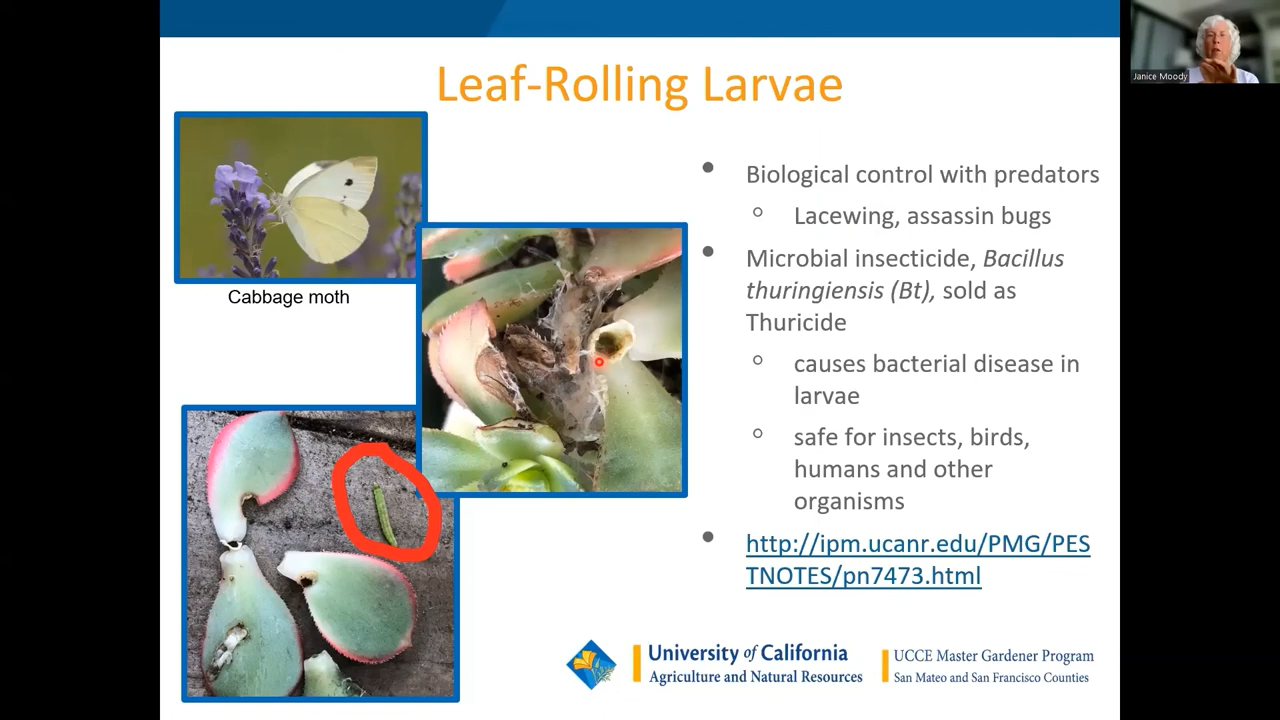 Janice Moody
Leaf-Rolling Larvae
Cabbage moth
Biological control with predators
Lacewing, assassin bugs
Microbial insecticide, Bacillus
thuringiensis (Bt), sold as
Thuricide
causes bacterial disease in
larvae
safe for insects, birds,
humans and other
organisms
http://ipm.ucanr.edu/PMG/PES
TNOTES/pn7473.html
University of California
Agriculture and Natural Resources
UCCE Master Gardener Program
San Mateo and San Francisco Counties